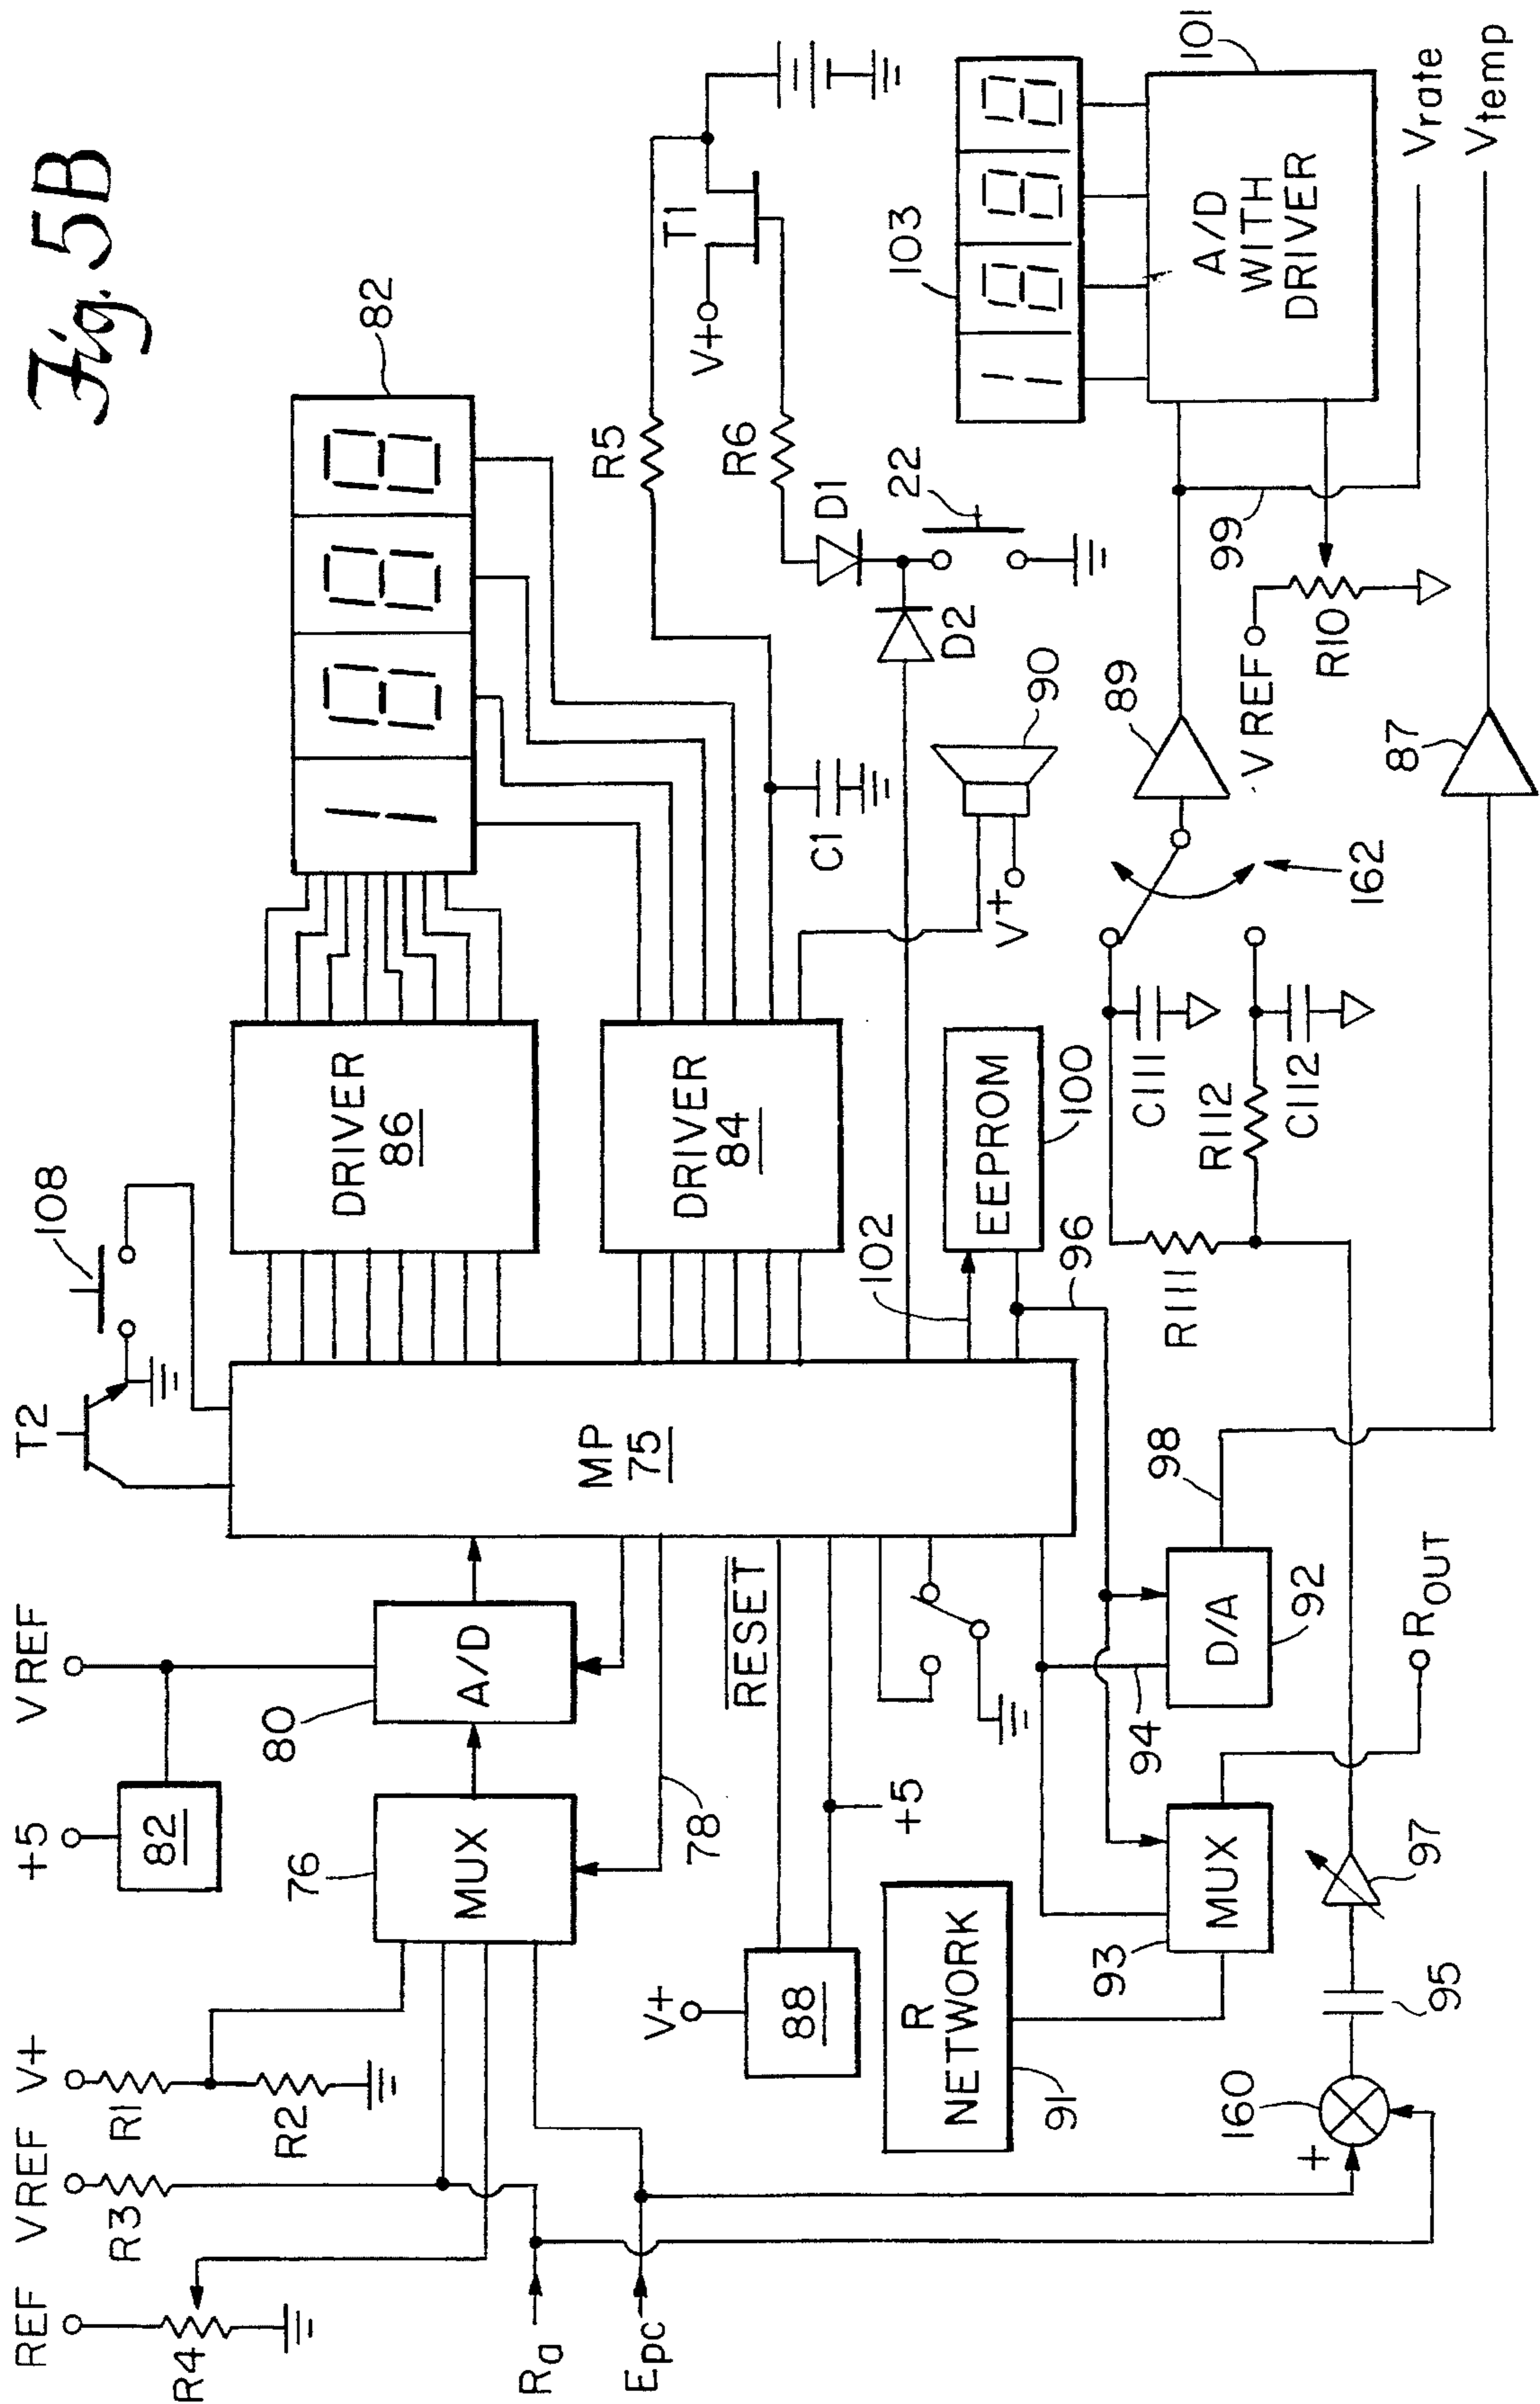 Fig. 5B
REF
VREF
V+
+5
VREF
T2
108
R4
R3
R1
R2
82
80
76
MUX
A/D
78
MP
75
DRIVER
86
DRIVER
84
82
R5
R6
T1
V+
D1
D2
22
C1
90
V+
Ra
Epc
V+
88
RESET
+5
102
EEPROM
100
96
R
NETWORK
91
93
MUX
94
D/A
92
98
ROUT
160
+
95
97
R111
R112
C111
C112
162
89
87
VREF
R10
99
103
A/D
WITH
DRIVER
101
Vrate
Vtemp